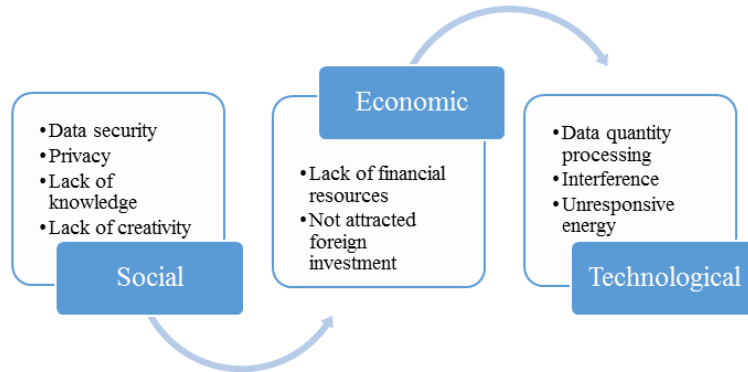 •Data security
•Privacy
•Lack of
knowledge
•Lack of creativity
Social
Economic
•Lack of financial
resources
•Not attracted
foreign
investment
•Data quantity
processing
•Interference
•Unresponsive
energy
Technological